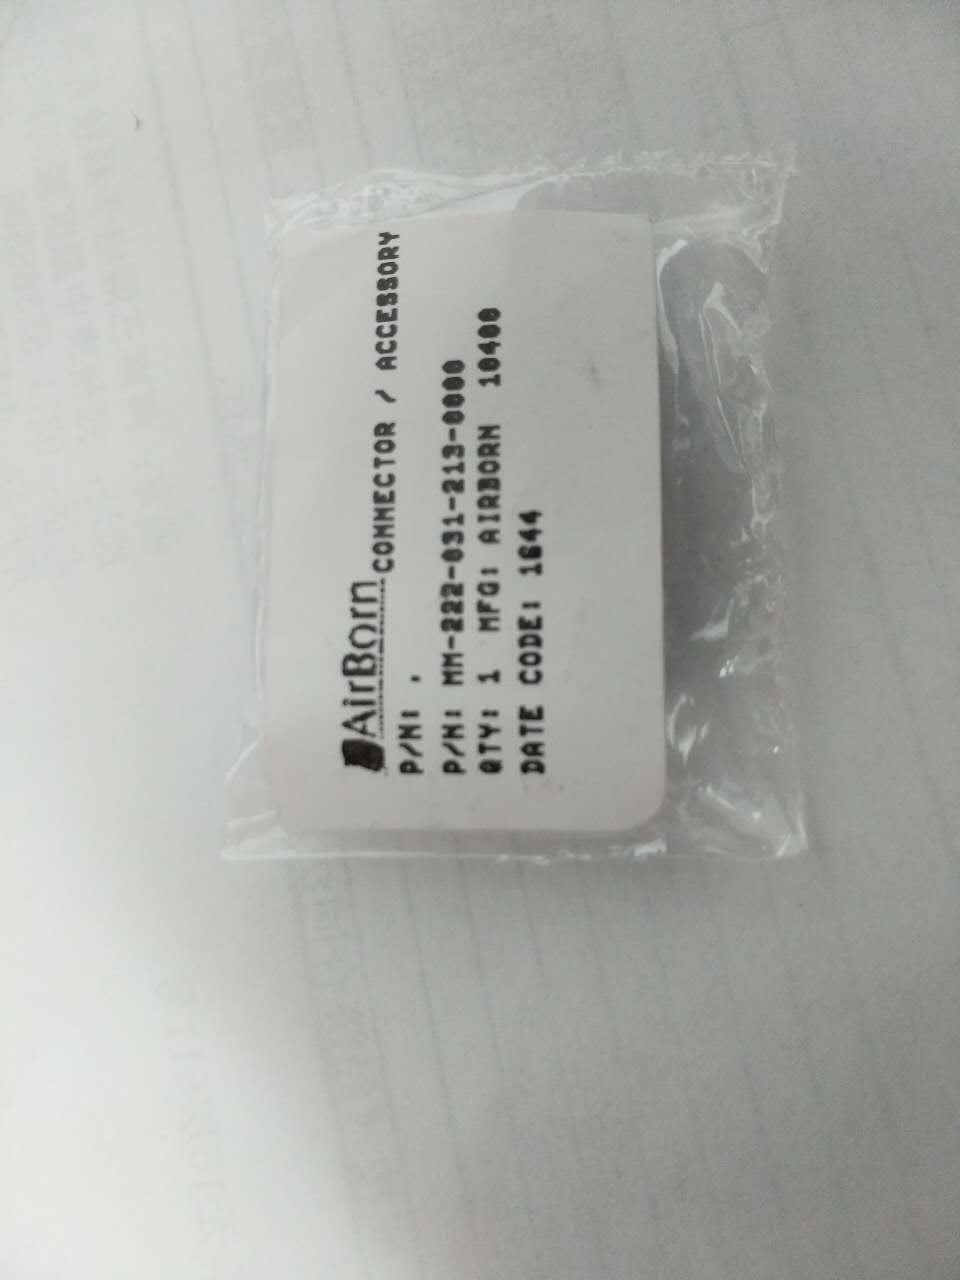 AirBorn
CONNECTOR / ACCESSORY
P/N: .
P/N: MM-222-031-213-0000
QTY: 1 MFG: AIRBORN 10400
DATE CODE: 1644